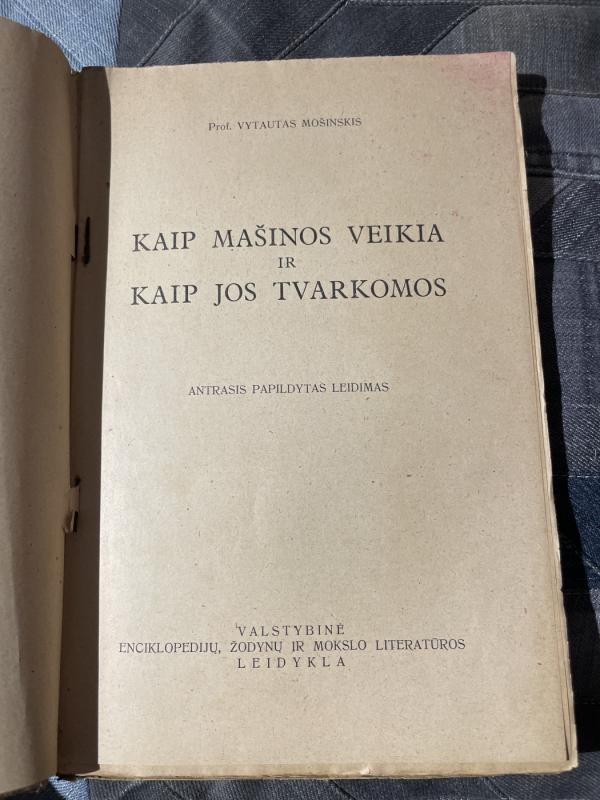 Prof. VYTAUTAS MOŠINSKIS
KAIP MAŠINOS VEIKIA
IR
KAIP JOS TVARKOMOS
ANTRASIS PAPILDYTAS LEIDIMAS
VALSTYBINĖ
ENCIKLOPEDIJŲ, ŽODYNŲ IR MOKSLO LITERATŪROS
LEIDYKLA